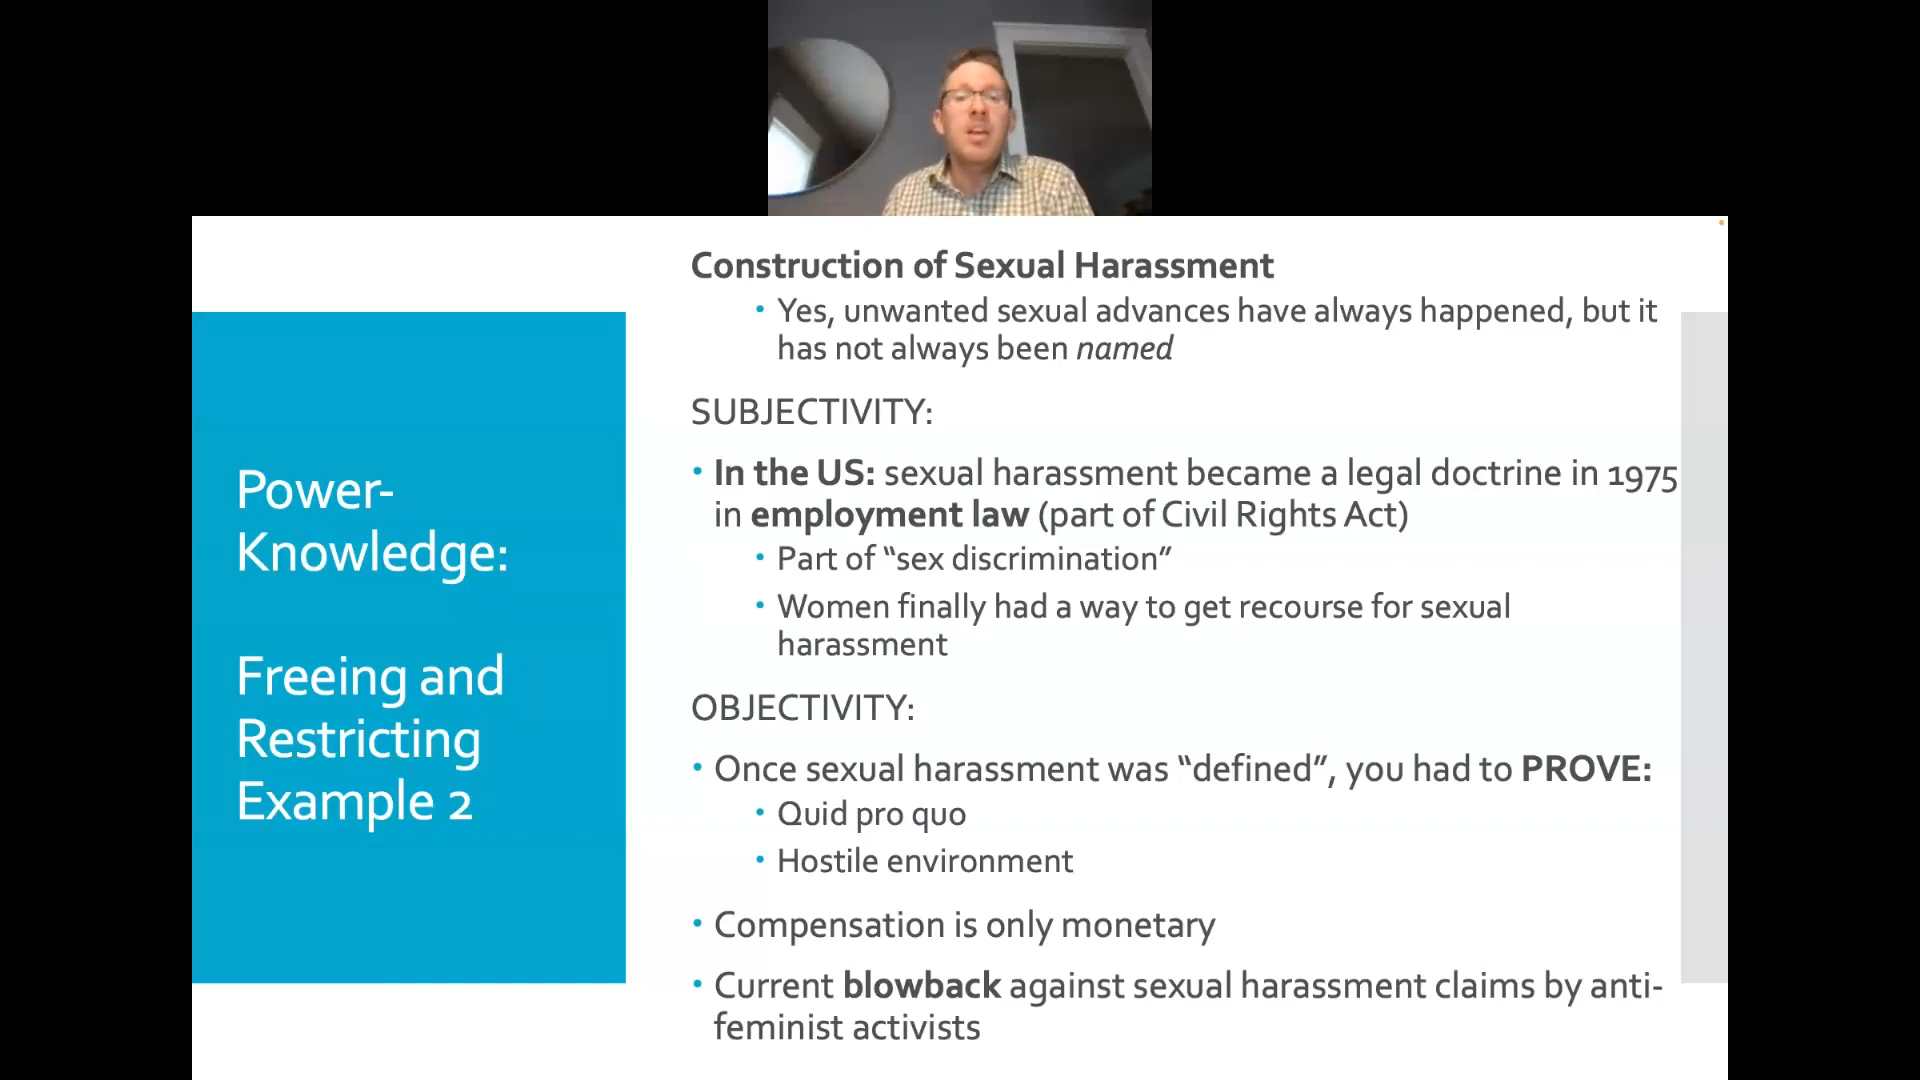 Power-
Knowledge:
Freeing and
Restricting
Example 2
Construction of Sexual Harassment
• Yes, unwanted sexual advances have always happened, but it
has not always been named
SUBJECTIVITY:
• In the US: sexual harassment became a legal doctrine in 1975
in employment law (part of Civil Rights Act)
• Part of “sex discrimination”
• Women finally had a way to get recourse for sexual
harassment
OBJECTIVITY:
• Once sexual harassment was “defined”, you had to PROVE:
• Quid pro quo
• Hostile environment
• Compensation is only monetary
• Current blowback against sexual harassment claims by anti-
feminist activists